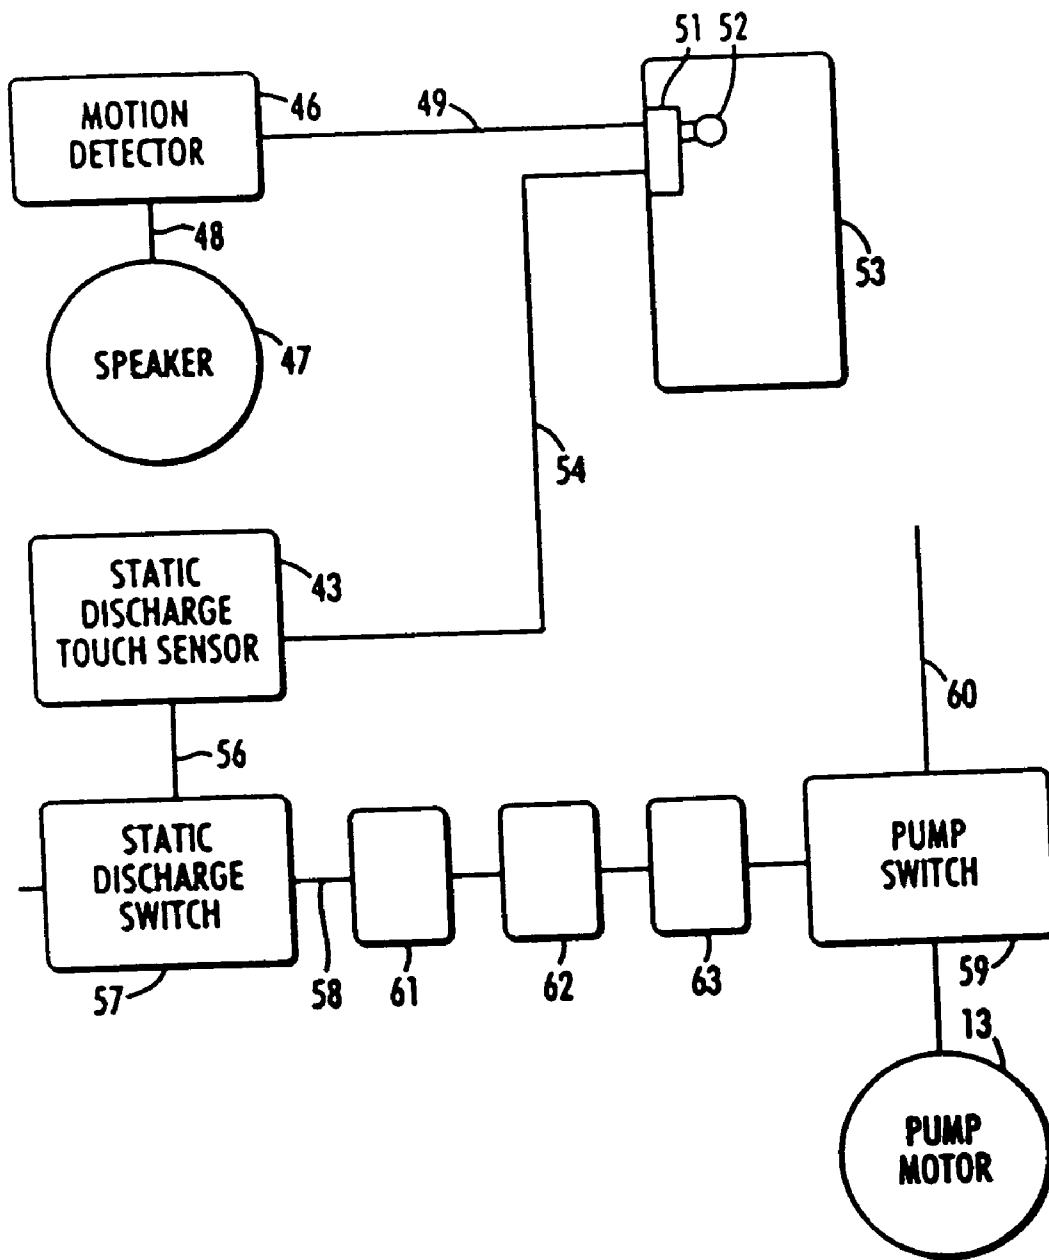 51 52
MOTION
DETECTOR
46
49
48
53
SPEAKER
47
54
STATIC
DISCHARGE
TOUCH SENSOR
43
60
56
STATIC
DISCHARGE
SWITCH
PUMP
SWITCH
57
58
61
62
63
59
13
PUMP
MOTOR